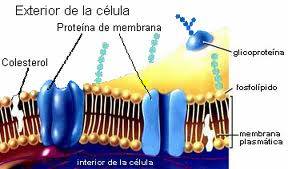 Exterior de la célula
Proteína de membrana
Colesterol
glicoproteína
fosfolípido
membrana
plasmática
interior de la célula